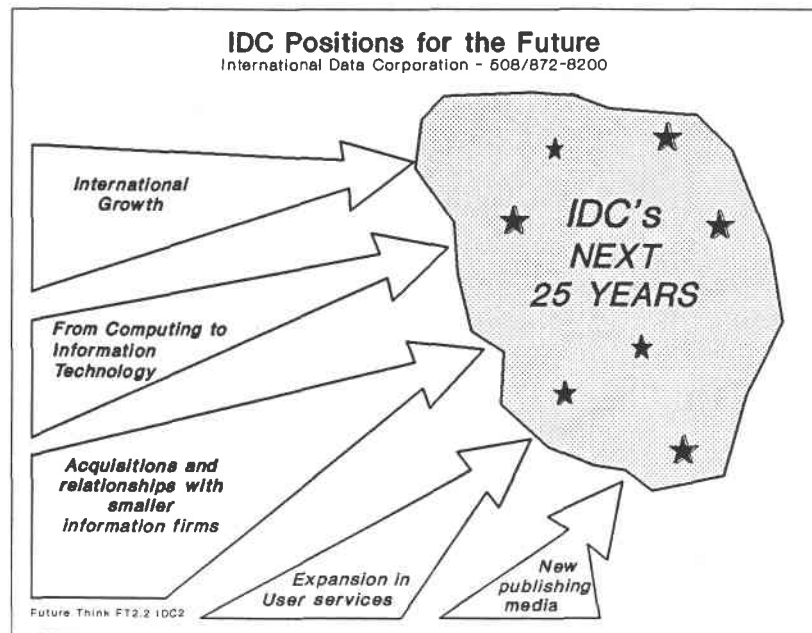 IDC Positions for the Future
International Data Corporation - 508/872-8200
International
Growth
From Computing to
Information
Technology
Acquisitions and
relationships with
smaller
information firms
Expansion in
User services
New
publishing
media
IDC's
NEXT
25 YEARS
Future Think FT2.2 IDC2